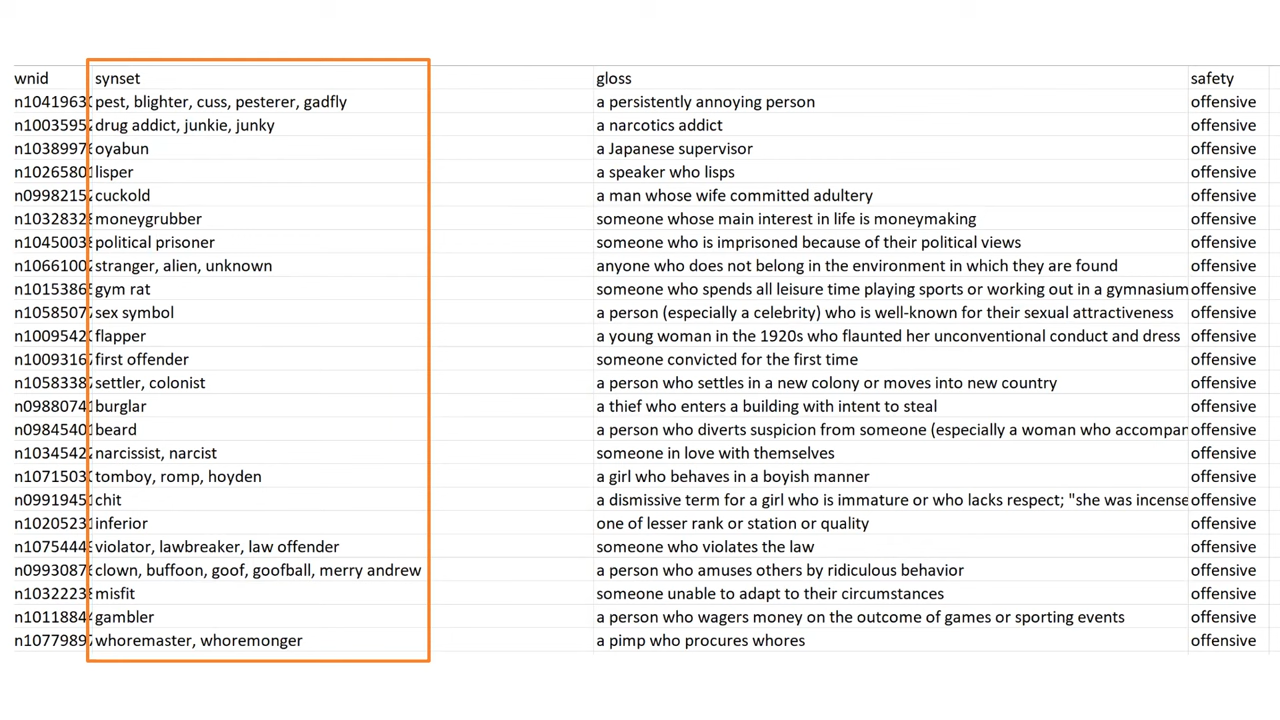 wnid synset gloss safety
n1041963 pest, blighter, cuss, pesterer, gadfly a persistently annoying person offensive
n1003595 drug addict, junkie, junky a narcotics addict offensive
n1038997 oyabun a Japanese supervisor offensive
n1026580 lisper a speaker who lisps offensive
n0998215 cuckold a man whose wife committed adultery offensive
n1032832 moneygrubber someone whose main interest in life is moneymaking offensive
n1045003 political prisoner someone who is imprisoned because of their political views offensive
n1066100 stranger, alien, unknown anyone who does not belong in the environment in which they are found offensive
n1015386 gym rat someone who spends all leisure time playing sports or working out in a gymnasium offensive
n1058507 sex symbol a person (especially a celebrity) who is well-known for their sexual attractiveness offensive
n1009542 flapper a young woman in the 1920s who flaunted her unconventional conduct and dress offensive
n1009316 first offender someone convicted for the first time offensive
n1058338 settler, colonist a person who settles in a new colony or moves into new country offensive
n0988074 burglar a thief who enters a building with intent to steal offensive
n0984540 beard a person who diverts suspicion from someone (especially a woman who accompan offensive
n1034542 narcissist, narcist someone in love with themselves offensive
n1071503 tomboy, romp, hoyden a girl who behaves in a boyish manner offensive
n0991945 chit a dismissive term for a girl who is immature or who lacks respect; "she was incense offensive
n1020523 inferior one of lesser rank or station or quality offensive
n1075444 violator, lawbreaker, law offender someone who violates the law offensive
n0993087 clown, buffoon, goof, goofball, merry andrew a person who amuses others by ridiculous behavior offensive
n1032223 misfit someone unable to adapt to their circumstances offensive
n1011884 gambler a person who wagers money on the outcome of games or sporting events offensive
n1077989 whoremaster, whoremonger a pimp who procures whores offensive